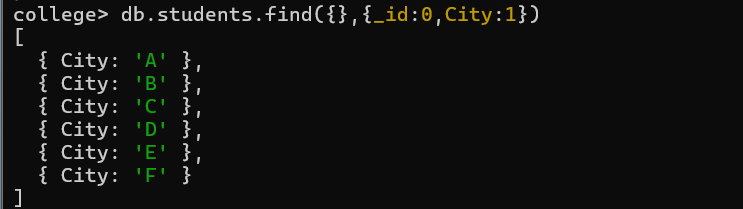 college> db.students.find({},{_id:0,City:1})
[
  { City: 'A' },
  { City: 'B' },
  { City: 'C' },
  { City: 'D' },
  { City: 'E' },
  { City: 'F' }
]